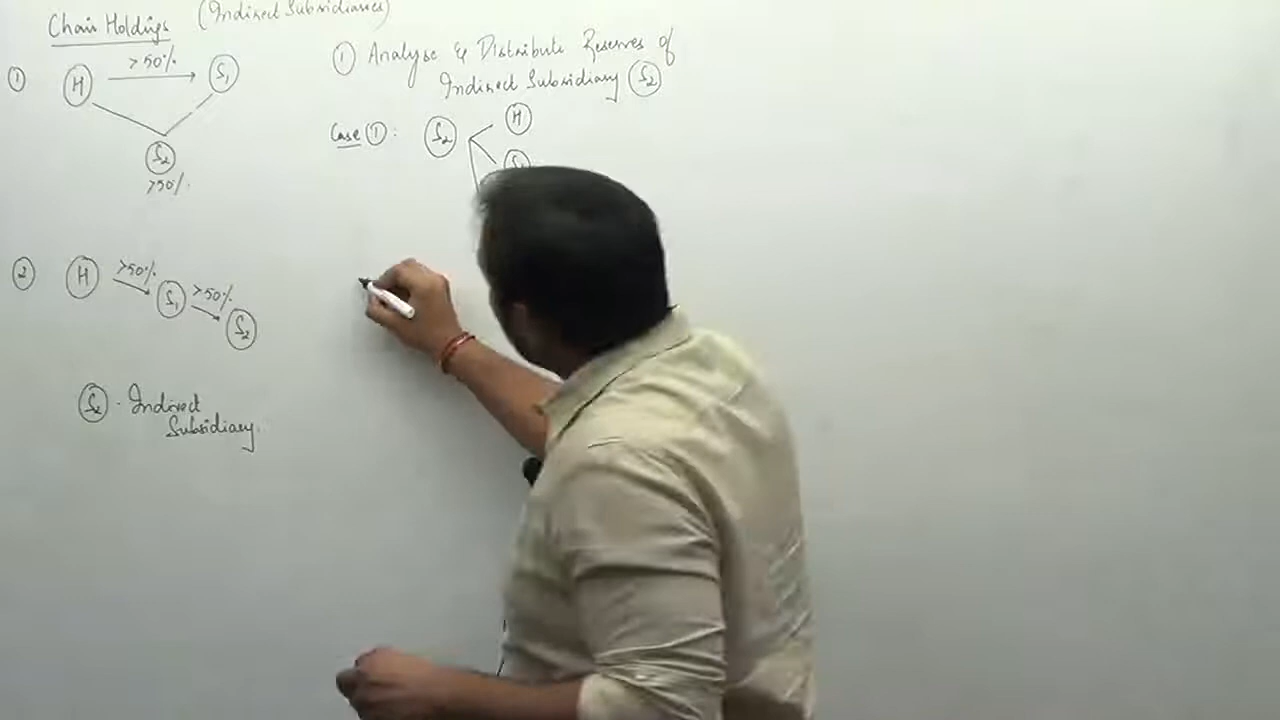 Chain Holdings (Indirect Subsidiaries)
① H >50% S₁
S₂
>50%
② H >50% S₁ >50% S₂
S₂ - Indirect
Subsidiary.
① Analyse & Distribute Reserves of
Indirect Subsidiary S₂
Case ①: S₂ H